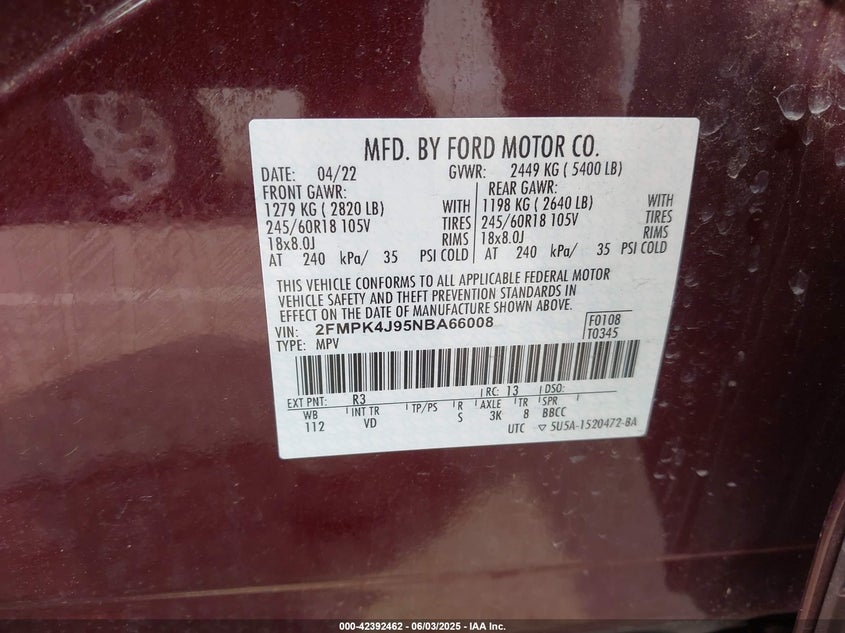 MFD. BY FORD MOTOR CO.
DATE: 04/22 GVWR: 2449 KG ( 5400 LB)
FRONT GAWR: REAR GAWR:
1279 KG ( 2820 LB) WITH 1198 KG ( 2640 LB) WITH
245/60R18 105V TIRES 245/60R18 105V TIRES
18x8.0J RIMS 18x8.0J RIMS
AT 240 kPa/ 35 PSI COLD AT 240 kPa/ 35 PSI COLD
THIS VEHICLE CONFORMS TO ALL APPLICABLE FEDERAL MOTOR
VEHICLE SAFETY AND THEFT PREVENTION STANDARDS IN
EFFECT ON THE DATE OF MANUFACTURE SHOWN ABOVE.
VIN: 2FMPK4J95NBA66008 F0108
TYPE: MPV T0345
EXT PNT: R3 RC: 13 DSO:
WB INT TR TP/PS R AXLE TR SPR
112 VD S 3K 8 BBCC
UTC ▽ 5U5A-1520472-BA
000-42392462 - 06/03/2025 - IAA Inc.